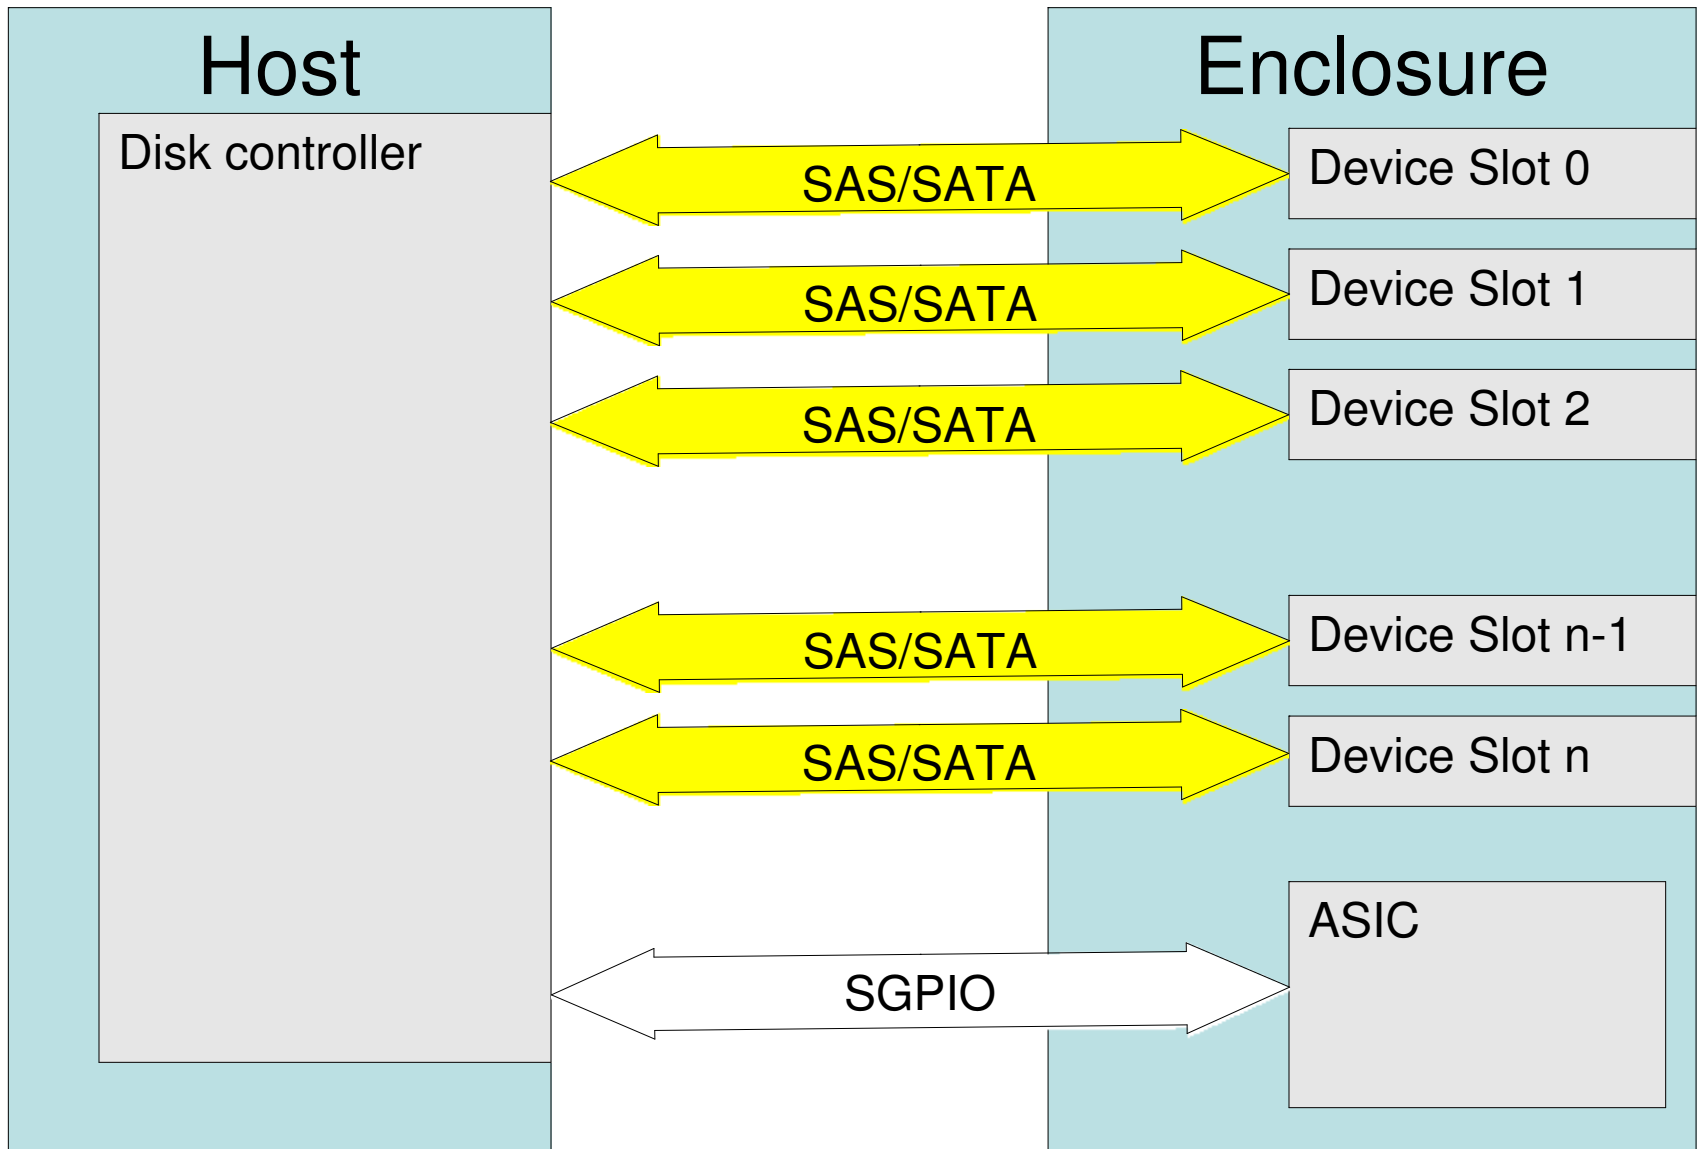 Host
Enclosure
Disk controller
SAS/SATA
Device Slot 0
SAS/SATA
Device Slot 1
SAS/SATA
Device Slot 2
SAS/SATA
Device Slot n-1
SAS/SATA
Device Slot n
ASIC
SGPIO